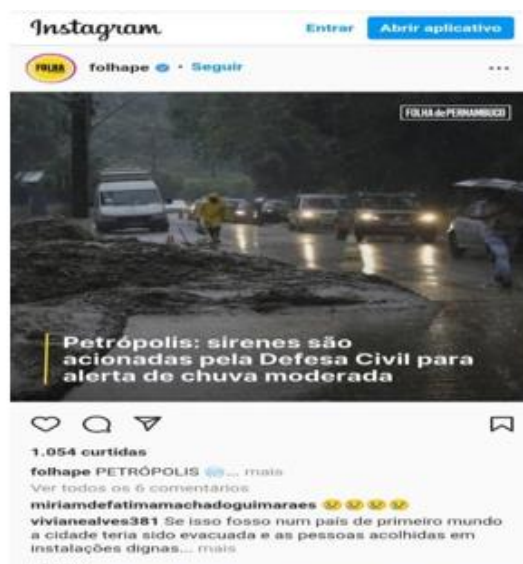 Instagram
Entrar
Abrir aplicativo
FOLHA
folhape • Seguir
FOLHA de PERNAMBUCO
Petrópolis: sirenes são
acionadas pela Defesa Civil para
alerta de chuva moderada
1.054 curtidas
folhape PETRÓPOLIS ... mais
Ver todos os 6 comentários
miriamdefatimamachadoguimaraes 😢😢😢😢
vivianealves381 Se isso fosse num país de primeiro mundo
a cidade teria sido evacuada e as pessoas acolhidas em
instalações dignas... mais